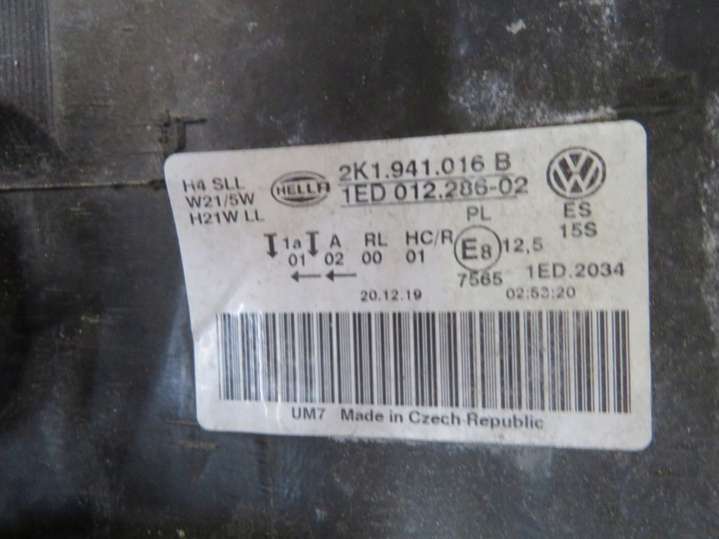 H4 SLL
W21/5W
H21W LL
HELLA
2K1.941.016 B
1ED 012.286-02
PL
ES
15S
1a A RL HC/R E8 12,5
01 02 00 01
7565 1ED.2034
20.12.19 02:53:20
UM7 Made in Czech Republic